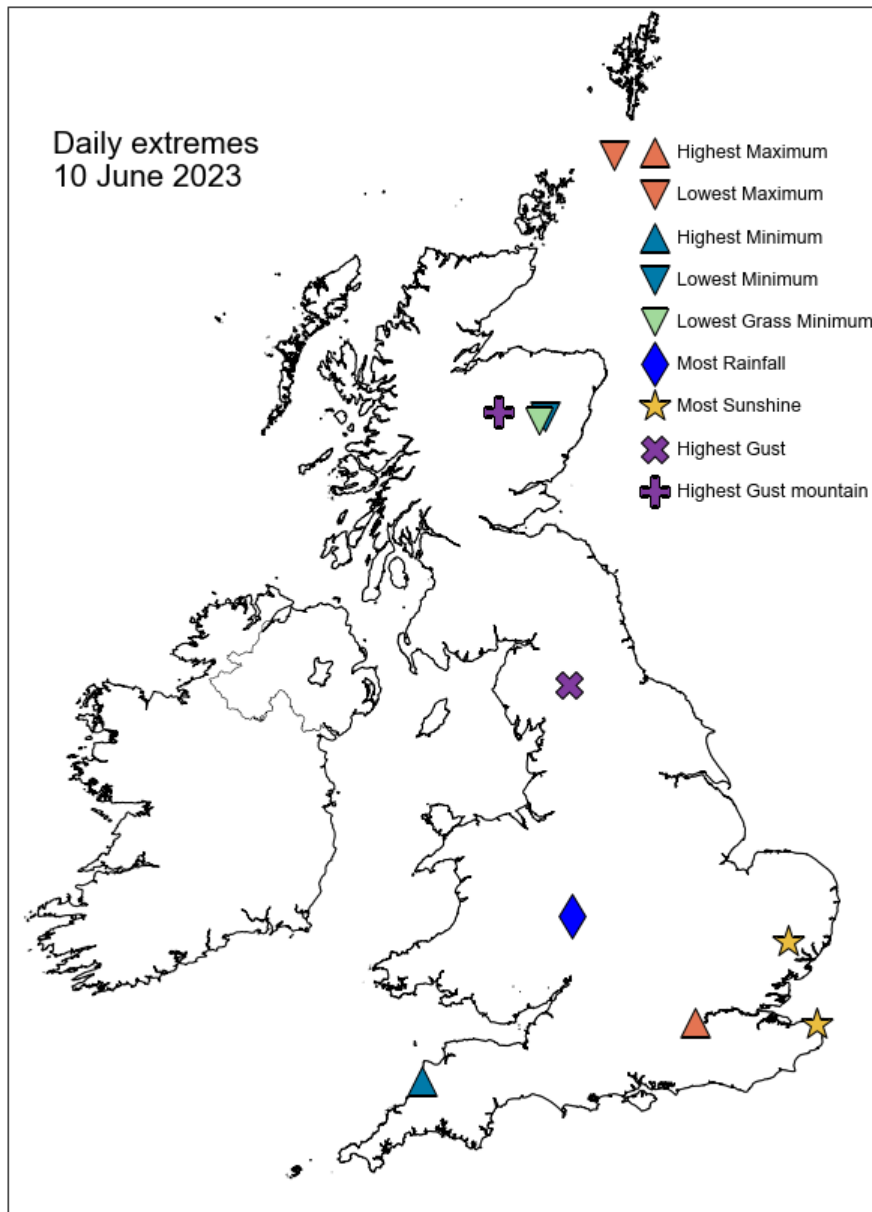 Daily extremes
10 June 2023
Highest Maximum
Lowest Maximum
Highest Minimum
Lowest Minimum
Lowest Grass Minimum
Most Rainfall
Most Sunshine
Highest Gust
Highest Gust mountain